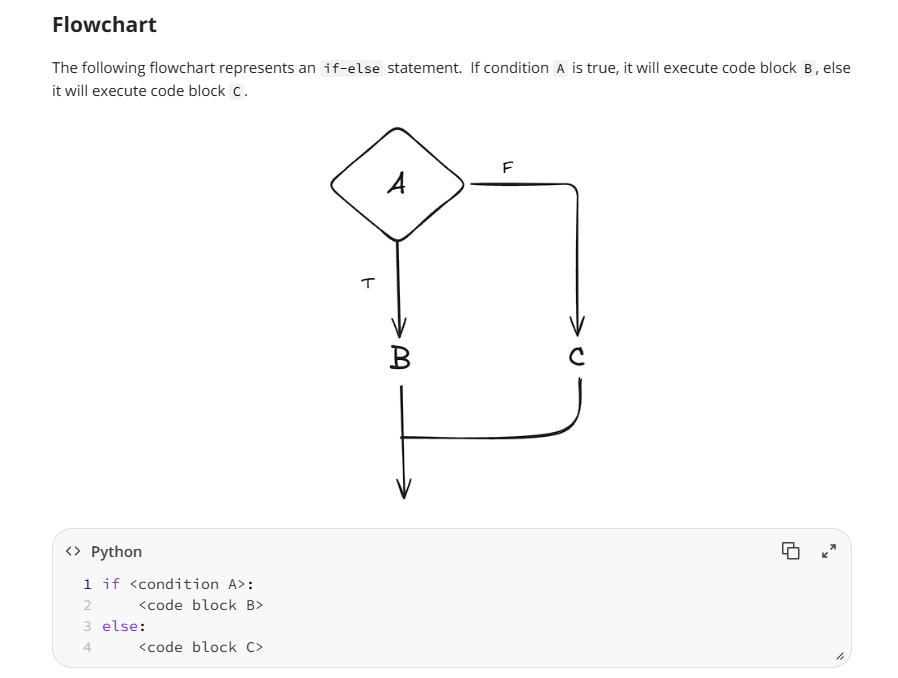 Flowchart
The following flowchart represents an if-else statement. If condition A is true, it will execute code block B, else
it will execute code block C.
A
F
T
B
C
<> Python
1 if <condition A>:
2     <code block B>
3 else:
4     <code block C>